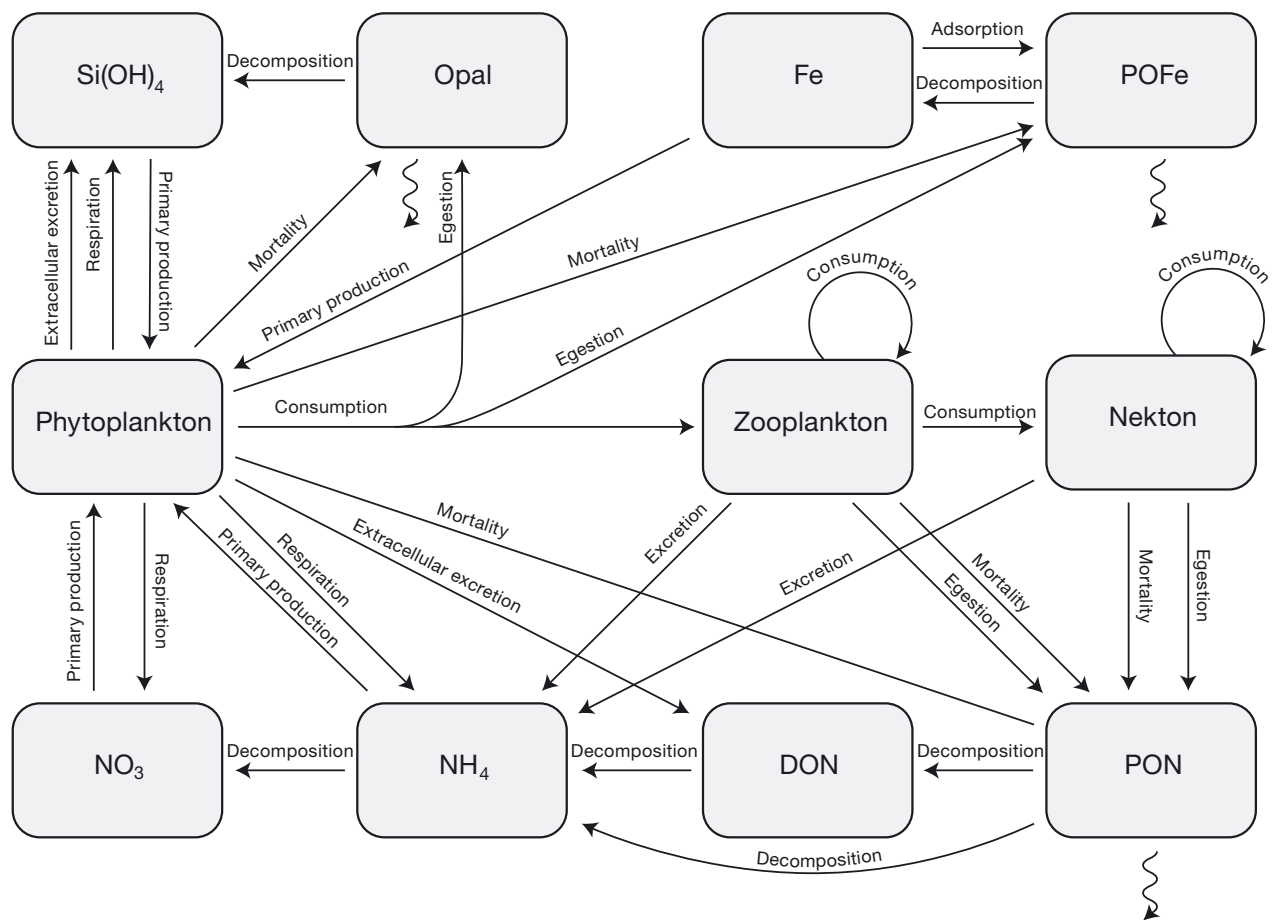 Si(OH)₄
Decomposition
Opal
Fe
Adsorption
Decomposition
POFe
Extracellular excretion
Respiration
Primary production
Mortality
Egestion
Primary production
Mortality
Egestion
Consumption
Consumption
Phytoplankton
Consumption
Zooplankton
Consumption
Nekton
Primary production
Respiration
Primary production
Respiration
Extracellular excretion
Mortality
Excretion
Excretion
Egestion
Mortality
Mortality
Egestion
NO₃
Decomposition
NH₄
Decomposition
DON
Decomposition
PON
Decomposition